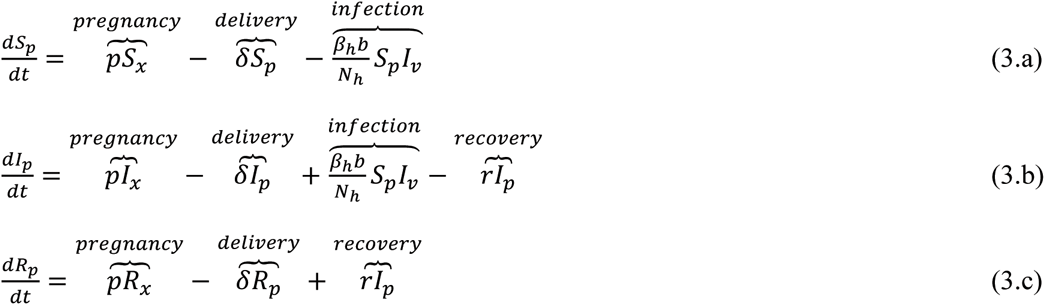 pregnancy delivery infection
dS_p/dt = pS_x − δS_p − β_h b/N_h S_p I_v (3.a)
pregnancy delivery infection recovery
dI_p/dt = pI_x − δI_p + β_h b/N_h S_p I_v − rI_p (3.b)
pregnancy delivery recovery
dR_p/dt = pR_x − δR_p + rI_p (3.c)